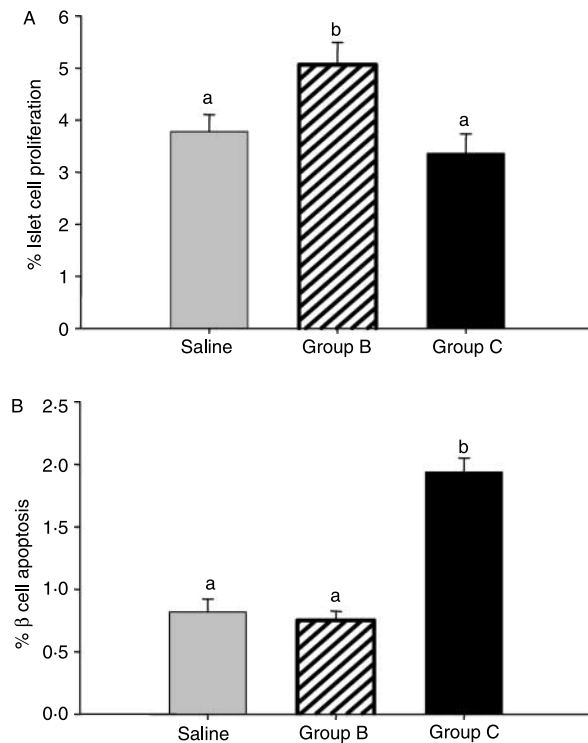 A
% Islet cell proliferation
6
5
4
3
2
1
0
a
b
a
Saline Group B Group C
B
% β cell apoptosis
2·5
2·0
1·5
1·0
0·5
0·0
a
a
b
Saline Group B Group C